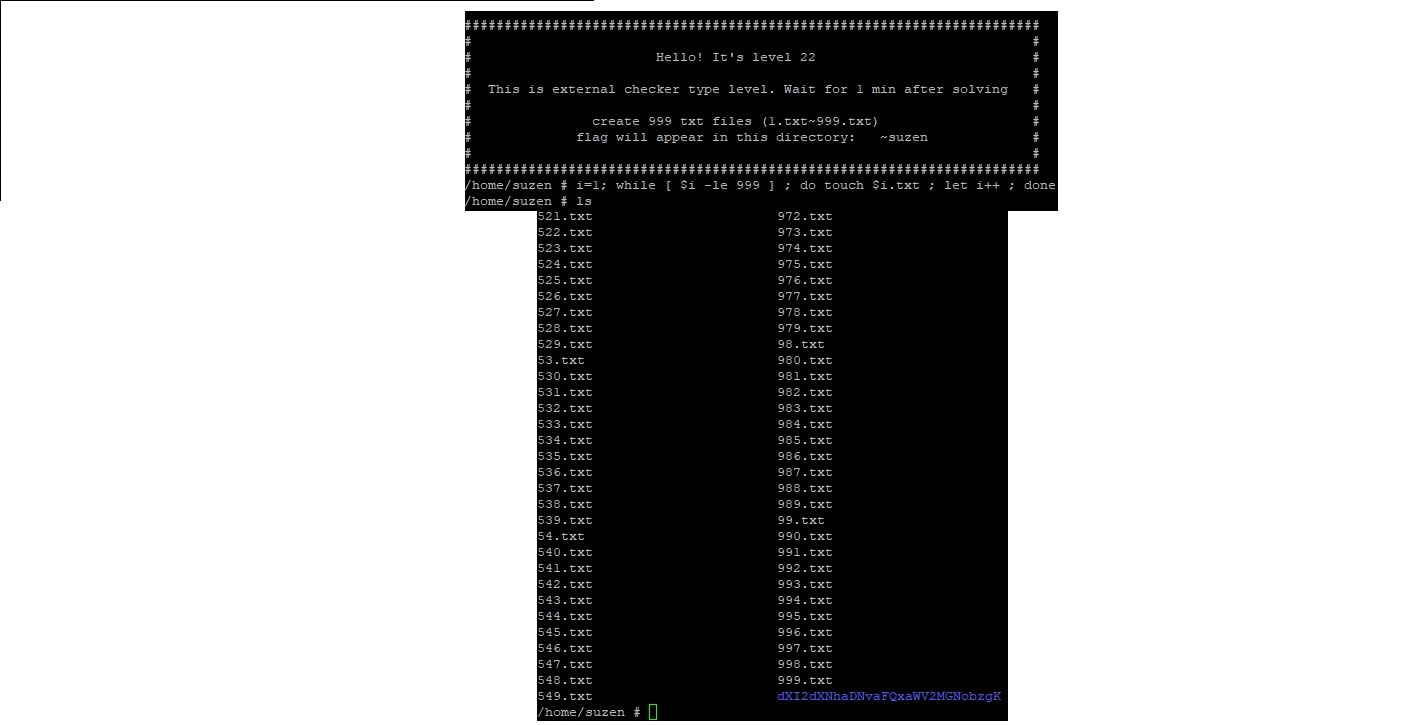 #########################################################################
# #
# Hello! It's level 22 #
# #
# This is external checker type level. Wait for 1 min after solving #
# #
# create 999 txt files (1.txt~999.txt) #
# flag will appear in this directory: ~suzen #
# #
#########################################################################
/home/suzen # i=1; while [ $i -le 999 ] ; do touch $i.txt ; let i++ ; done
/home/suzen # ls
521.txt 972.txt
522.txt 973.txt
523.txt 974.txt
524.txt 975.txt
525.txt 976.txt
526.txt 977.txt
527.txt 978.txt
528.txt 979.txt
529.txt 98.txt
53.txt 980.txt
530.txt 981.txt
531.txt 982.txt
532.txt 983.txt
533.txt 984.txt
534.txt 985.txt
535.txt 986.txt
536.txt 987.txt
537.txt 988.txt
538.txt 989.txt
539.txt 99.txt
54.txt 990.txt
540.txt 991.txt
541.txt 992.txt
542.txt 993.txt
543.txt 994.txt
544.txt 995.txt
545.txt 996.txt
546.txt 997.txt
547.txt 998.txt
548.txt 999.txt
549.txt dXI2dXNhaDNvaFQxaWV2MGNobzgK
/home/suzen #